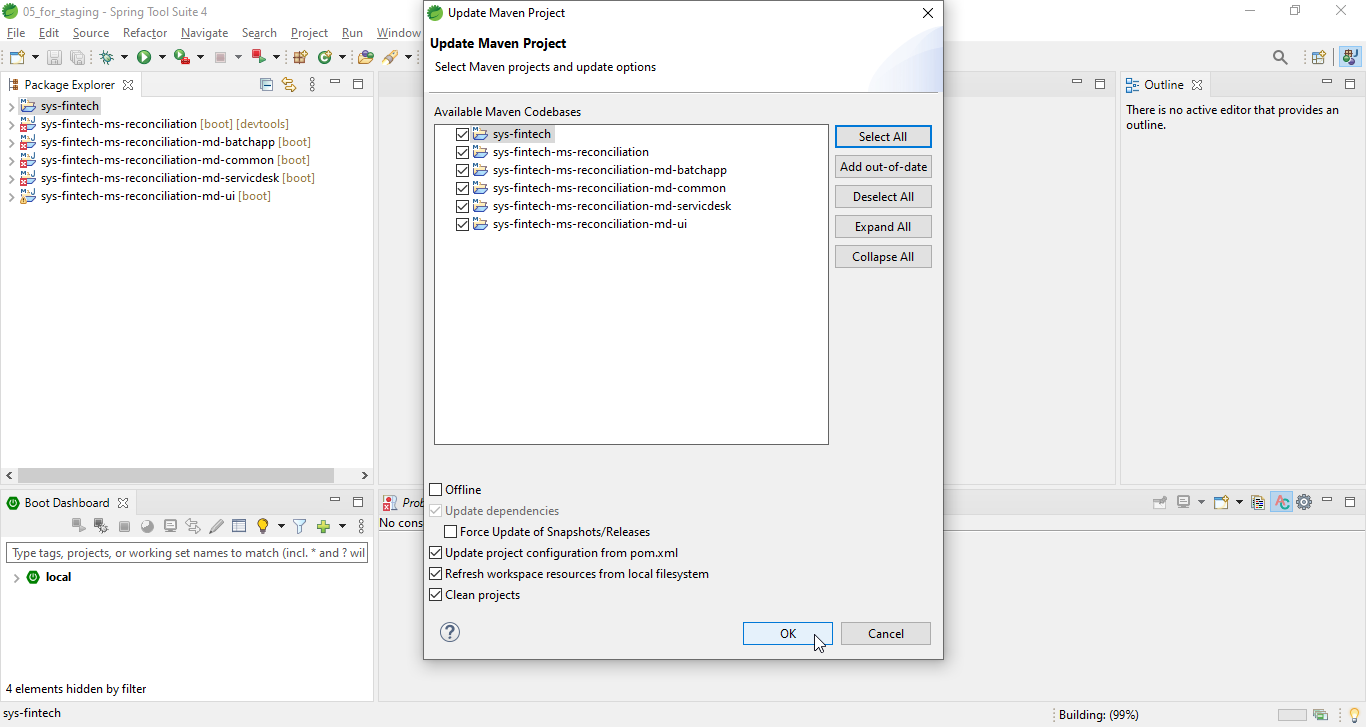 05_for_staging - Spring Tool Suite 4
File Edit Source Refactor Navigate Search Project Run Window
Package Explorer
sys-fintech
sys-fintech-ms-reconciliation [boot] [devtools]
sys-fintech-ms-reconciliation-md-batchapp [boot]
sys-fintech-ms-reconciliation-md-common [boot]
sys-fintech-ms-reconciliation-md-servicdesk [boot]
sys-fintech-ms-reconciliation-md-ui [boot]
Boot Dashboard
Type tags, projects, or working set names to match (incl. * and ? wil
local
4 elements hidden by filter
sys-fintech
Update Maven Project
Update Maven Project
Select Maven projects and update options
Available Maven Codebases
sys-fintech
sys-fintech-ms-reconciliation
sys-fintech-ms-reconciliation-md-batchapp
sys-fintech-ms-reconciliation-md-common
sys-fintech-ms-reconciliation-md-servicdesk
sys-fintech-ms-reconciliation-md-ui
Select All
Add out-of-date
Deselect All
Expand All
Collapse All
Offline
Update dependencies
Force Update of Snapshots/Releases
Update project configuration from pom.xml
Refresh workspace resources from local filesystem
Clean projects
OK
Cancel
Prob
No cons
Outline
There is no active editor that provides an
outline.
Building: (99%)